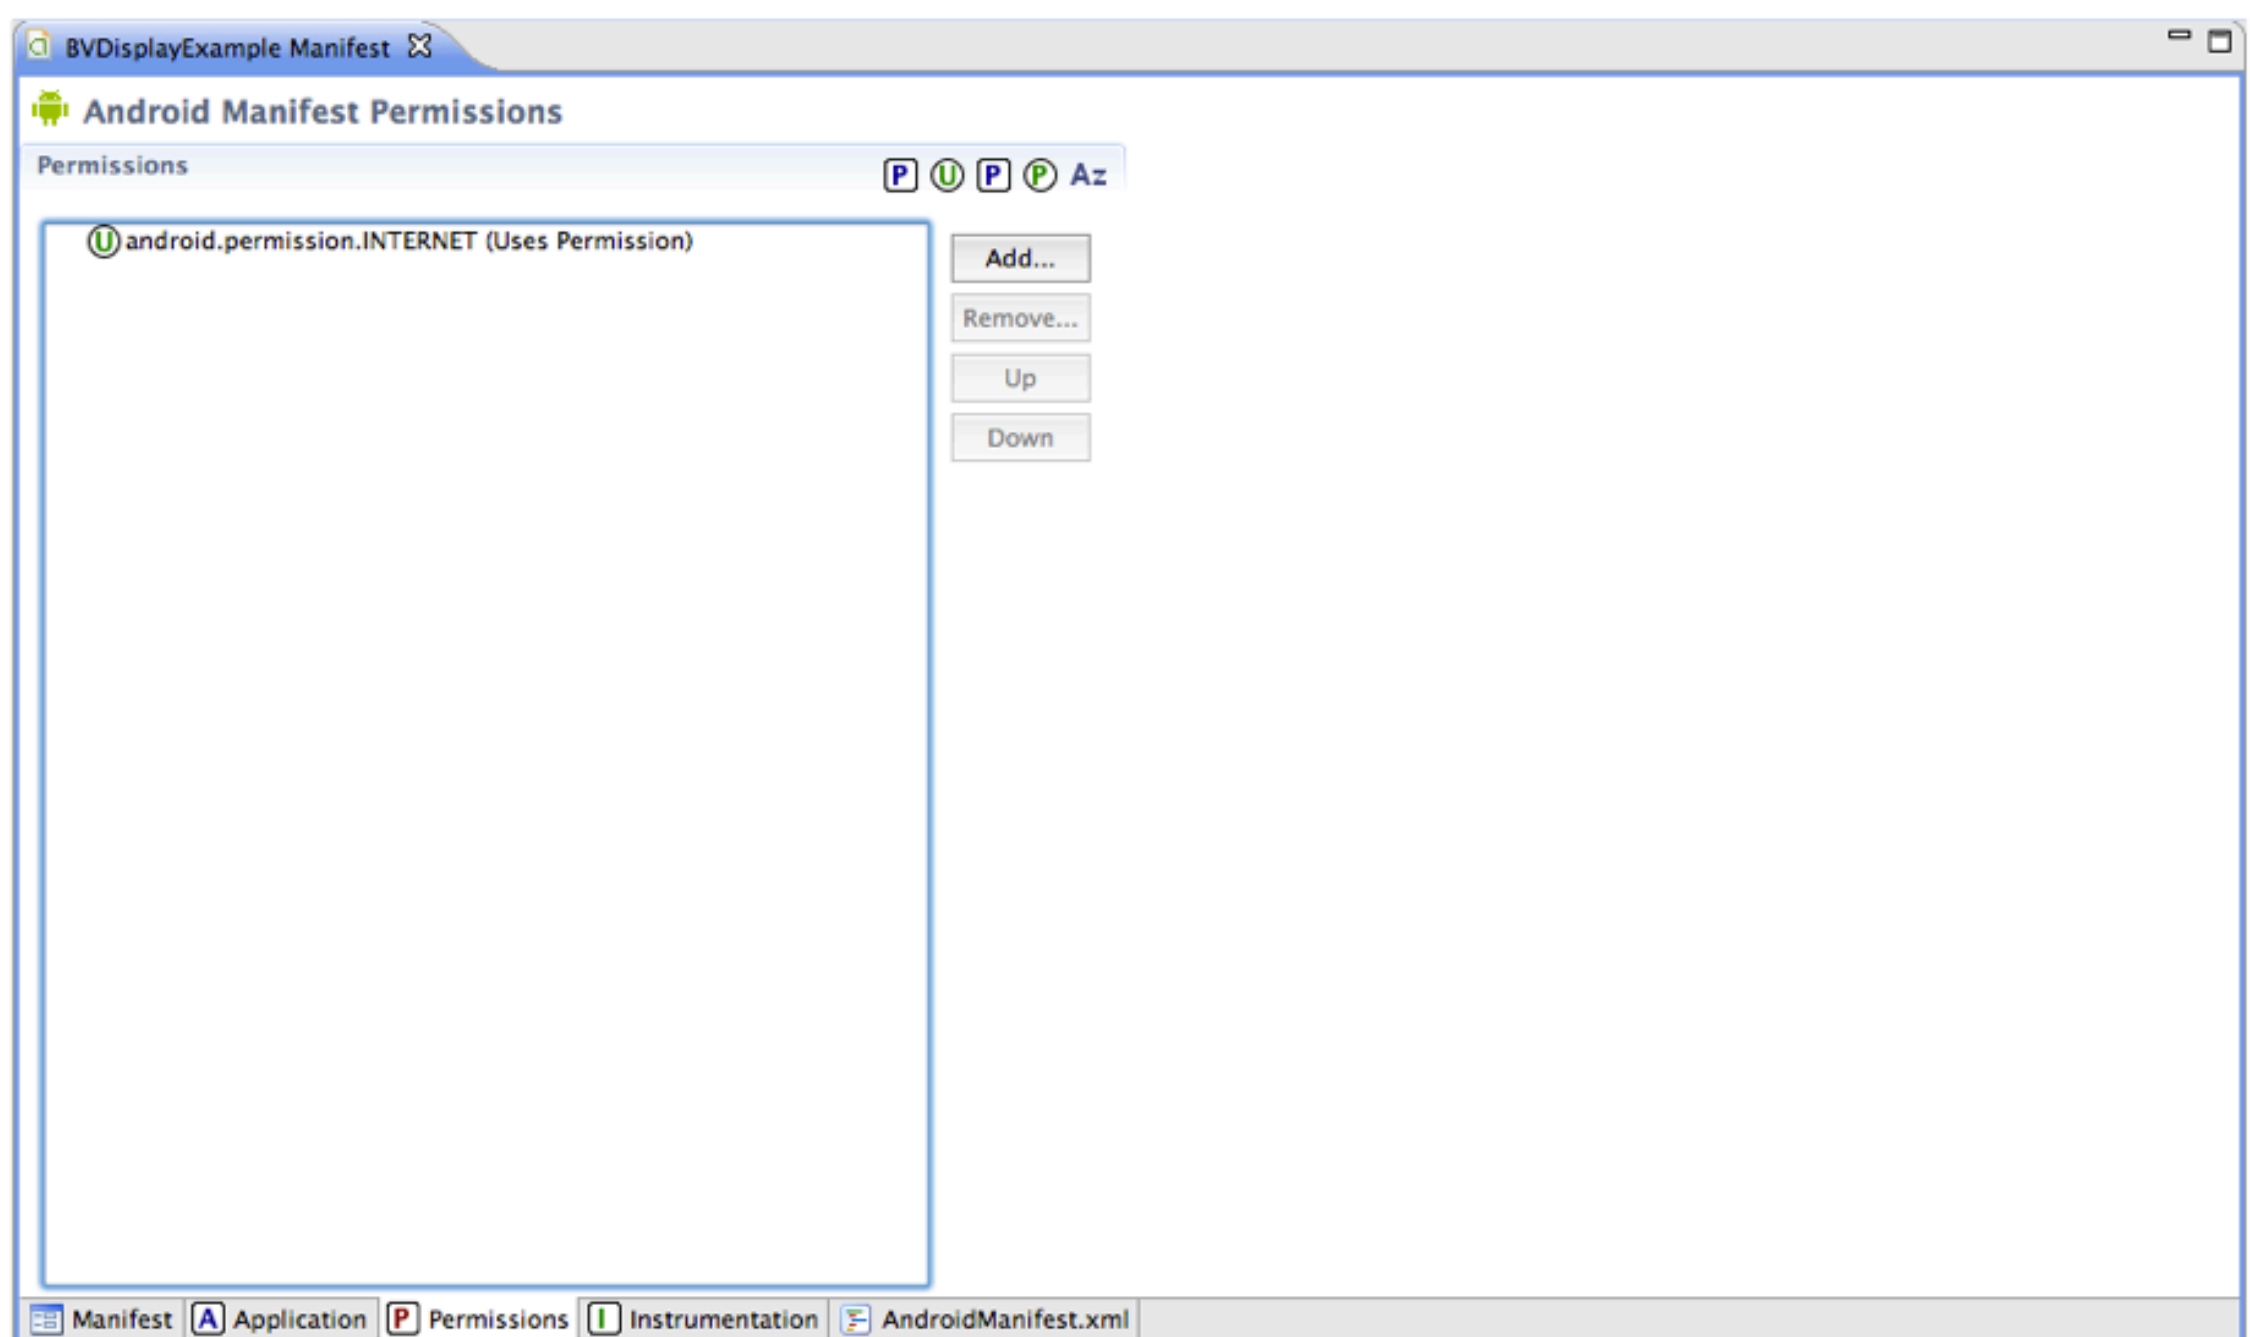 BVDisplayExample Manifest
Android Manifest Permissions
Permissions
P U P P Az
U android.permission.INTERNET (Uses Permission)
Add...
Remove...
Up
Down
Manifest A Application P Permissions I Instrumentation AndroidManifest.xml